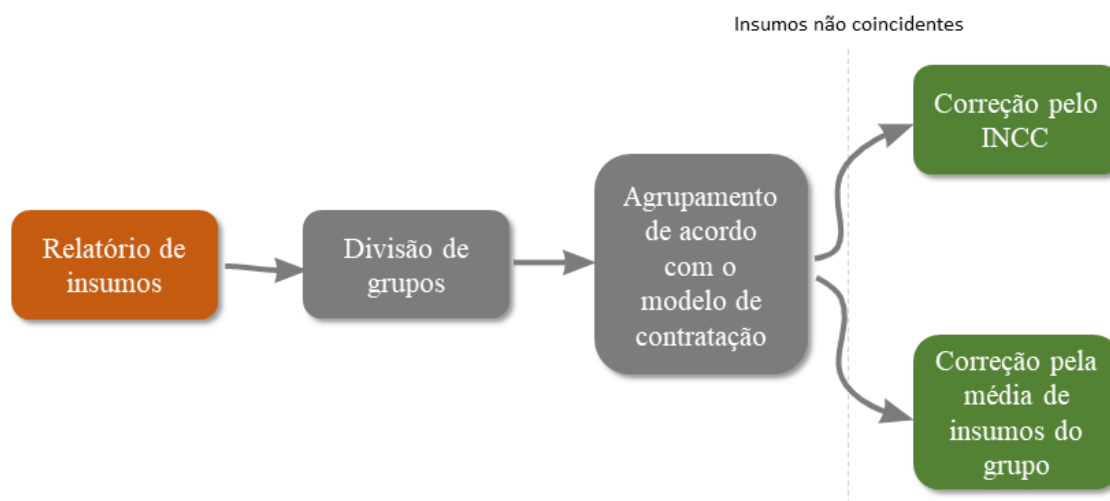 Insumos não coincidentes
Correção pelo
INCC
Relatório de
insumos
Divisão de
grupos
Agrupamento
de acordo
com o
modelo de
contratação
Correção pela
média de
insumos do
grupo